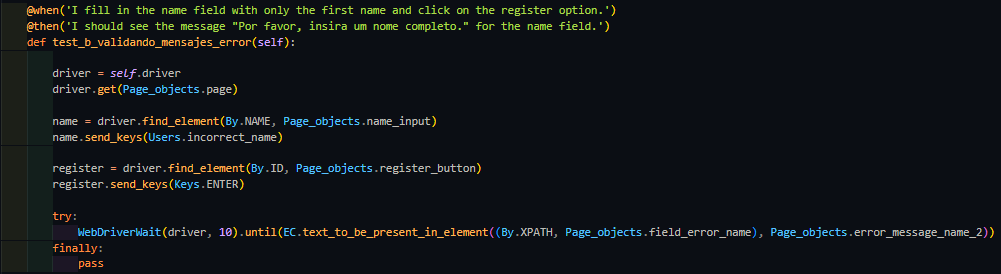 @when('I fill in the name field with only the first name and click on the register option.')
@then('I should see the message "Por favor, insira um nome completo." for the name field.')
def test_b_validando_mensajes_error(self):
driver = self.driver
driver.get(Page_objects.page)
name = driver.find_element(By.NAME, Page_objects.name_input)
name.send_keys(Users.incorrect_name)
register = driver.find_element(By.ID, Page_objects.register_button)
register.send_keys(Keys.ENTER)
try:
WebDriverWait(driver, 10).until(EC.text_to_be_present_in_element((By.XPATH, Page_objects.field_error_name), Page_objects.error_message_name_2))
finally:
pass